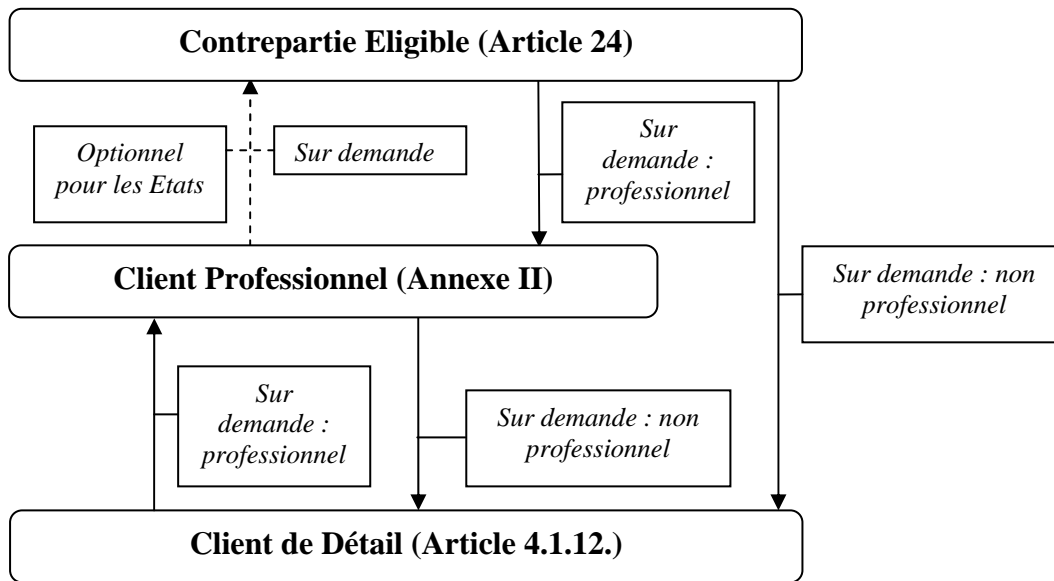 Contrepartie Eligible (Article 24)
Optionnel
pour les Etats
Sur demande
Sur
demande :
professionnel
Client Professionnel (Annexe II)
Sur demande : non
professionnel
Sur
demande :
professionnel
Sur demande : non
professionnel
Client de Détail (Article 4.1.12.)